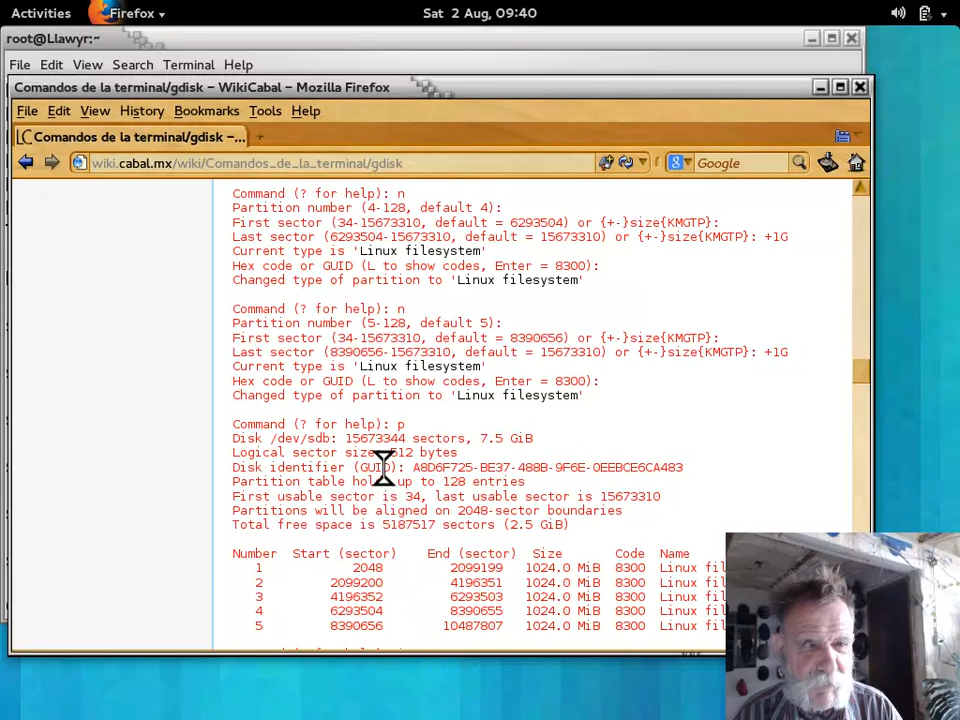 Activities Firefox Sat 2 Aug, 09:40
root@Llawyr:~
File Edit View Search Terminal Help
Comandos de la terminal/gdisk – WikiCabal – Mozilla Firefox
File Edit View History Bookmarks Tools Help
Comandos de la terminal/gdisk –...
wiki.cabal.mx/wiki/Comandos_de_la_terminal/gdisk Google
Command (? for help): n
Partition number (4-128, default 4):
First sector (34-15673310, default = 6293504) or {+-}size{KMGTP}:
Last sector (6293504-15673310, default = 15673310) or {+-}size{KMGTP}: +1G
Current type is 'Linux filesystem'
Hex code or GUID (L to show codes, Enter = 8300):
Changed type of partition to 'Linux filesystem'
Command (? for help): n
Partition number (5-128, default 5):
First sector (34-15673310, default = 8390656) or {+-}size{KMGTP}:
Last sector (8390656-15673310, default = 15673310) or {+-}size{KMGTP}: +1G
Current type is 'Linux filesystem'
Hex code or GUID (L to show codes, Enter = 8300):
Changed type of partition to 'Linux filesystem'
Command (? for help): p
Disk /dev/sdb: 15673344 sectors, 7.5 GiB
Logical sector size: 512 bytes
Disk identifier (GUID): A8D6F725-BE37-488B-9F6E-0EEBCE6CA483
Partition table holds up to 128 entries
First usable sector is 34, last usable sector is 15673310
Partitions will be aligned on 2048-sector boundaries
Total free space is 5187517 sectors (2.5 GiB)
Number Start (sector) End (sector) Size Code Name
1 2048 2099199 1024.0 MiB 8300 Linux fil
2 2099200 4196351 1024.0 MiB 8300 Linux fil
3 4196352 6293503 1024.0 MiB 8300 Linux fil
4 6293504 8390655 1024.0 MiB 8300 Linux fil
5 8390656 10487807 1024.0 MiB 8300 Linux fil